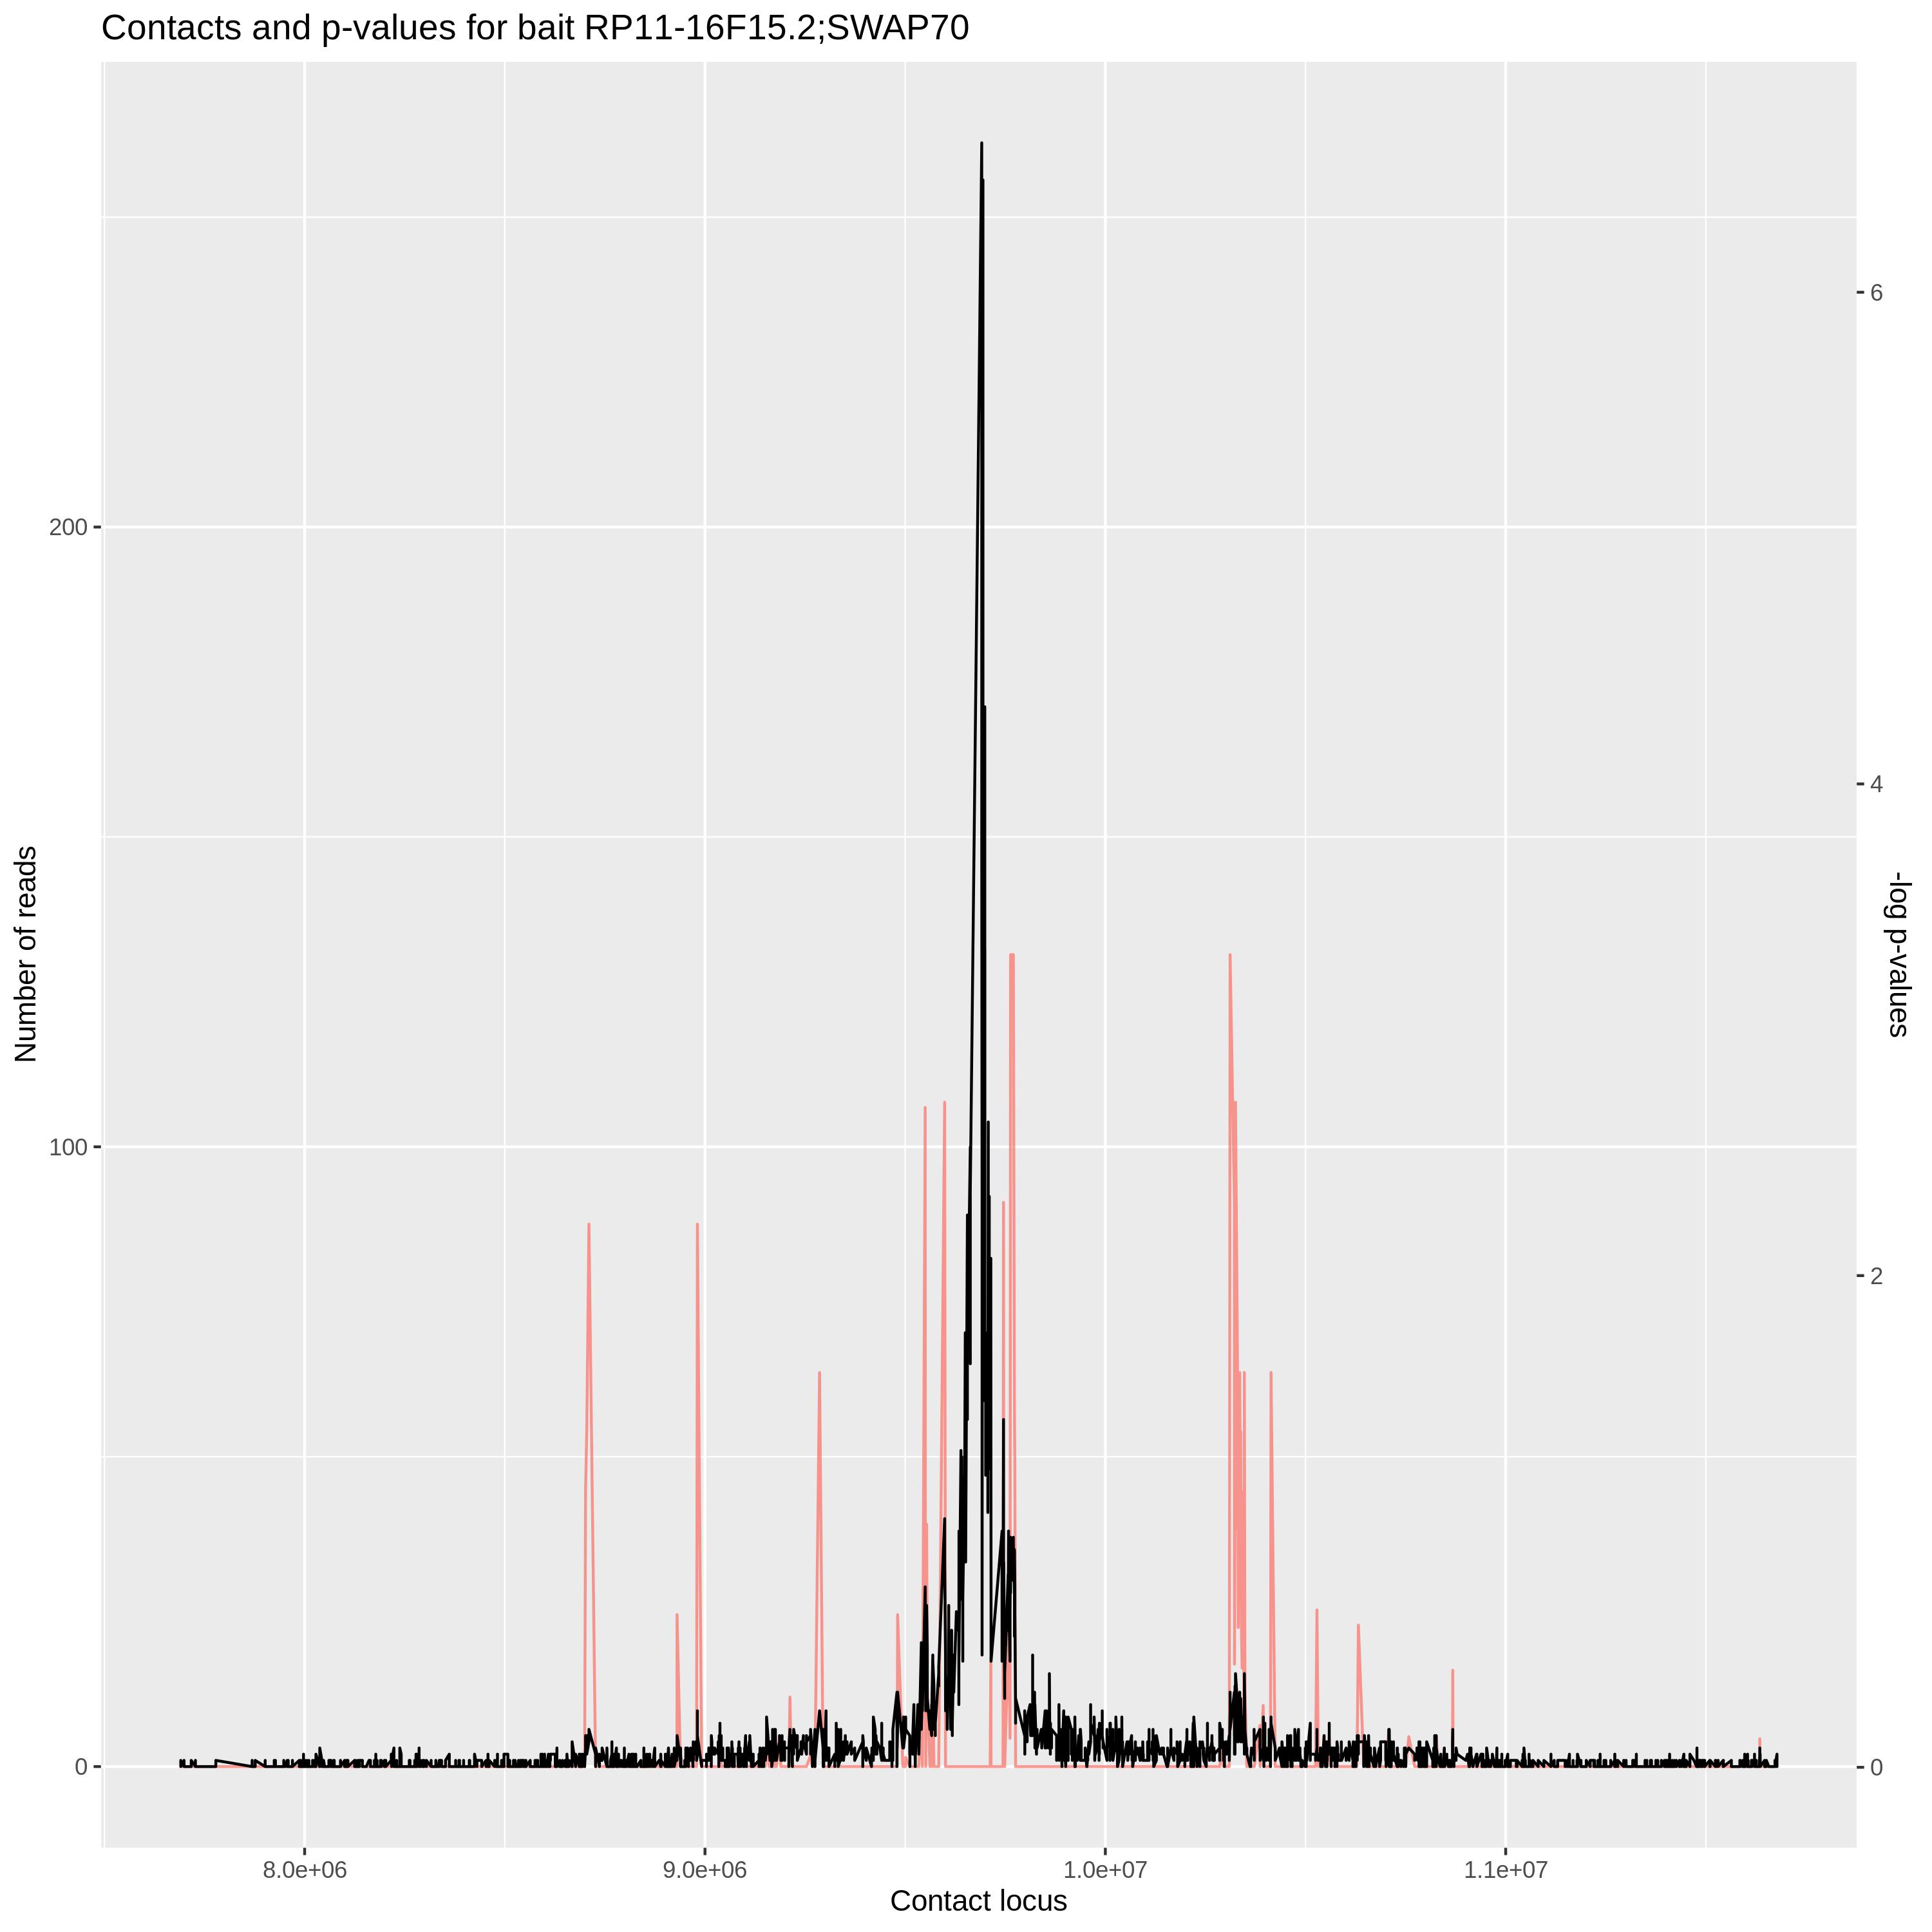 Contacts and p-values for bait RP11-16F15.2;SWAP70
Number of reads
200
100
0
6
4
2
0
-log p-values
8.0e+06
9.0e+06
1.0e+07
1.1e+07
Contact locus